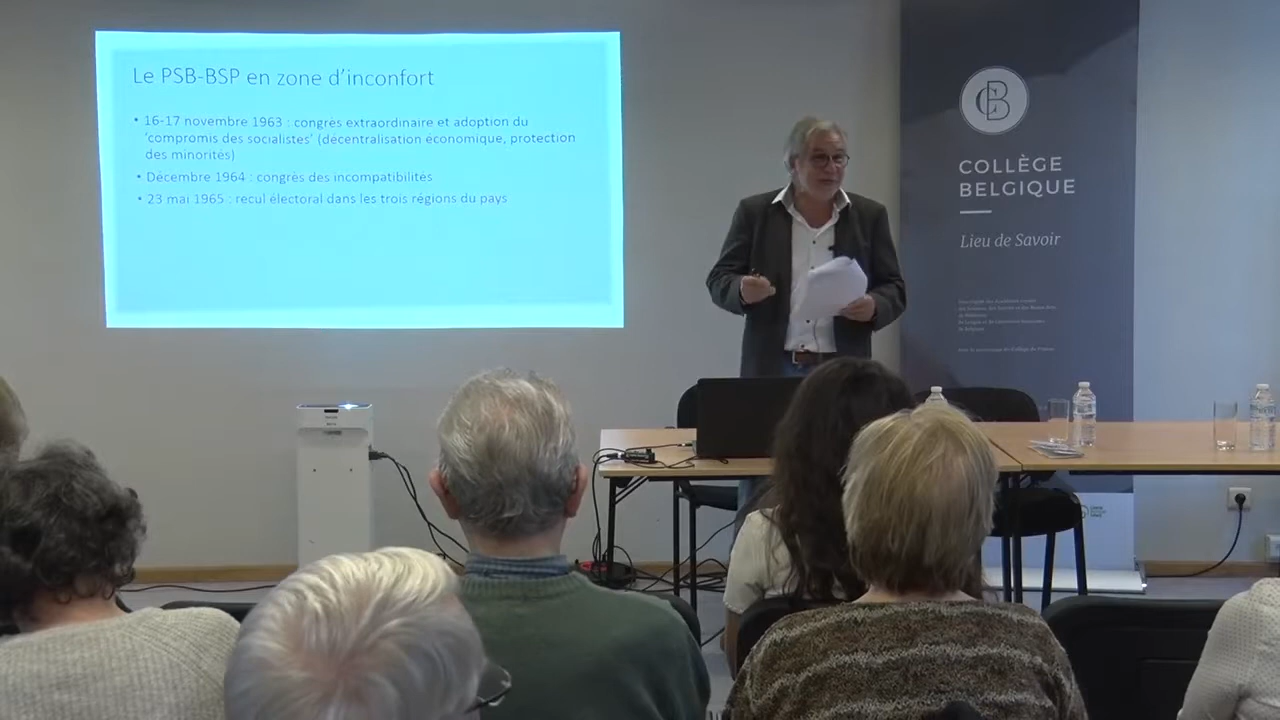 Le PSB-BSP en zone d'inconfort
• 16-17 novembre 1963 : congrès extraordinaire et adoption du
'compromis des socialistes' (décentralisation économique, protection
des minorités)
• Décembre 1964 : congrès des incompatibilités
• 23 mai 1965 : recul électoral dans les trois régions du pays
CB
COLLÈGE
BELGIQUE
Lieu de Savoir